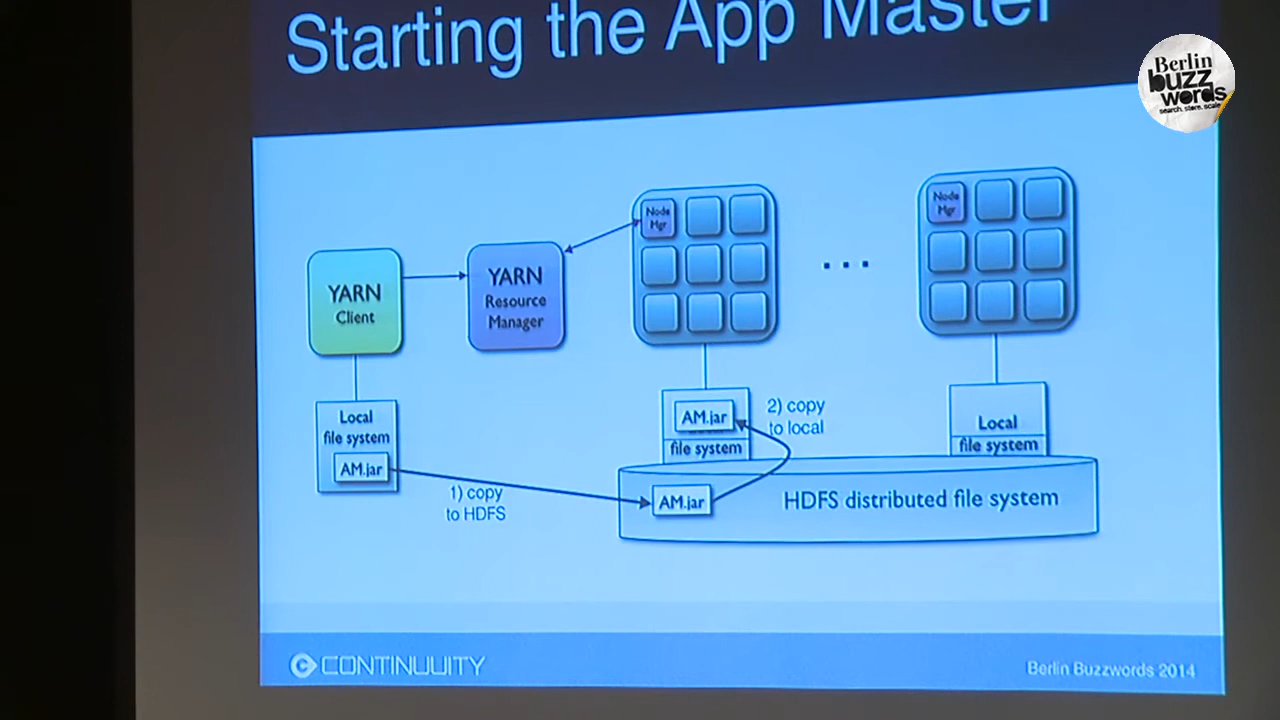 Starting the App Master
Berlin
buzz
words
search. store. scale
Node
Mgr
Node
Mgr
YARN
Client
YARN
Resource
Manager
...
Local
file system
AM.jar
1) copy
to HDFS
AM.jar
file system
2) copy
to local
Local
file system
AM.jar
HDFS distributed file system
CONTINUUITY
Berlin Buzzwords 2014